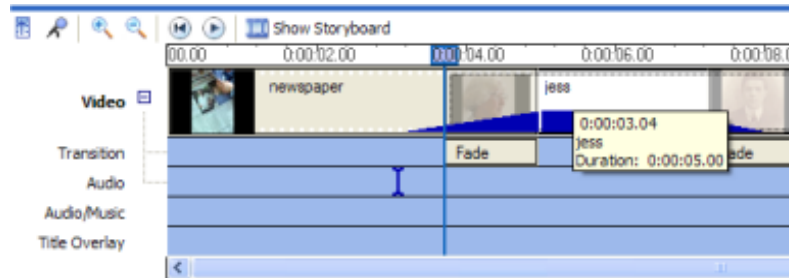 Show Storyboard
00.00 0:00:02.00 0:00:04.00 0:00:06.00 0:00:08.0
Video newspaper jess
0:00:03.04
jess
Duration: 0:00:05.00
Transition Fade ade
Audio
Audio/Music
Title Overlay